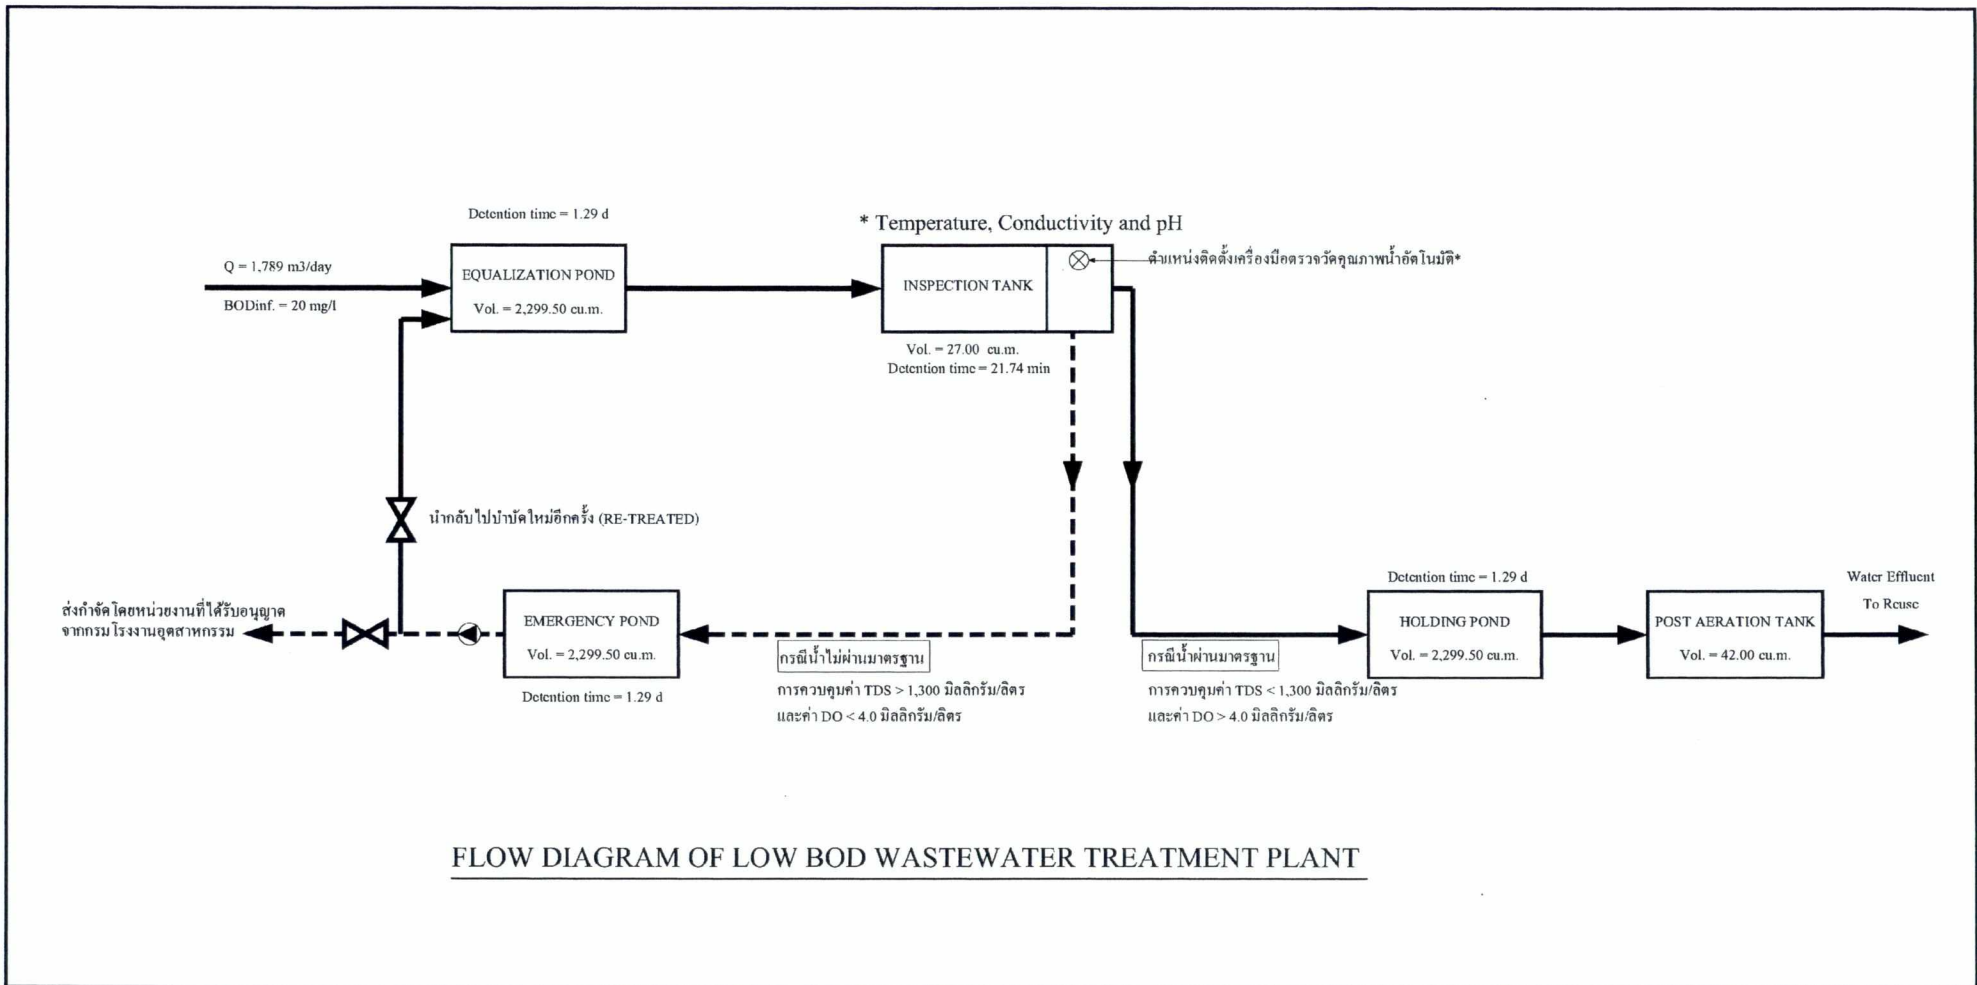 Detention time = 1.29 d
* Temperature, Conductivity and pH
Q = 1,789 m3/day
BODinf. = 20 mg/l
EQUALIZATION POND
Vol. = 2,299.50 cu.m.
INSPECTION TANK
ตำแหน่งติดตั้งเครื่องมือตรวจวัดคุณภาพน้ำอัตโนมัติ*
Vol. = 27.00 cu.m.
Detention time = 21.74 min
นำกลับไปบำบัดใหม่อีกครั้ง (RE-TREATED)
ส่งกำจัดโดยหน่วยงานที่ได้รับอนุญาต
จากกรมโรงงานอุตสาหกรรม
EMERGENCY POND
Vol. = 2,299.50 cu.m.
Detention time = 1.29 d
กรณีน้ำไม่ผ่านมาตรฐาน
การควบคุมค่า TDS > 1,300 มิลลิกรัม/ลิตร
และค่า DO < 4.0 มิลลิกรัม/ลิตร
กรณีน้ำผ่านมาตรฐาน
การควบคุมค่า TDS < 1,300 มิลลิกรัม/ลิตร
และค่า DO > 4.0 มิลลิกรัม/ลิตร
Detention time = 1.29 d
HOLDING POND
Vol. = 2,299.50 cu.m.
POST AERATION TANK
Vol. = 42.00 cu.m.
Water Effluent
To Reuse
FLOW DIAGRAM OF LOW BOD WASTEWATER TREATMENT PLANT